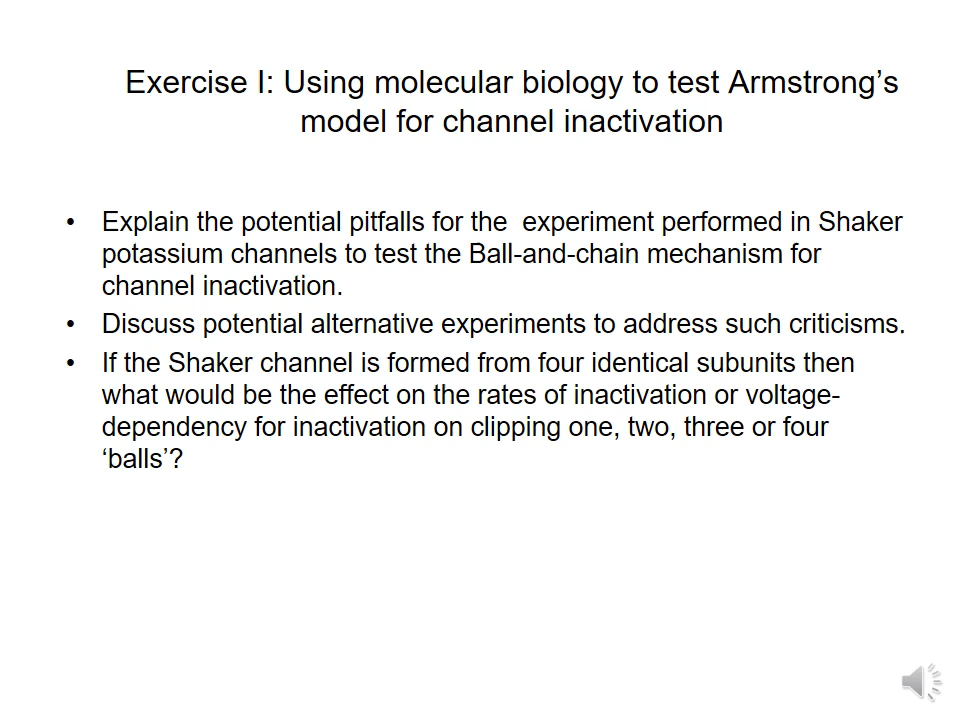 Exercise I: Using molecular biology to test Armstrong’s
model for channel inactivation
• Explain the potential pitfalls for the  experiment performed in Shaker
potassium channels to test the Ball-and-chain mechanism for
channel inactivation.
• Discuss potential alternative experiments to address such criticisms.
• If the Shaker channel is formed from four identical subunits then
what would be the effect on the rates of inactivation or voltage-
dependency for inactivation on clipping one, two, three or four
‘balls’?